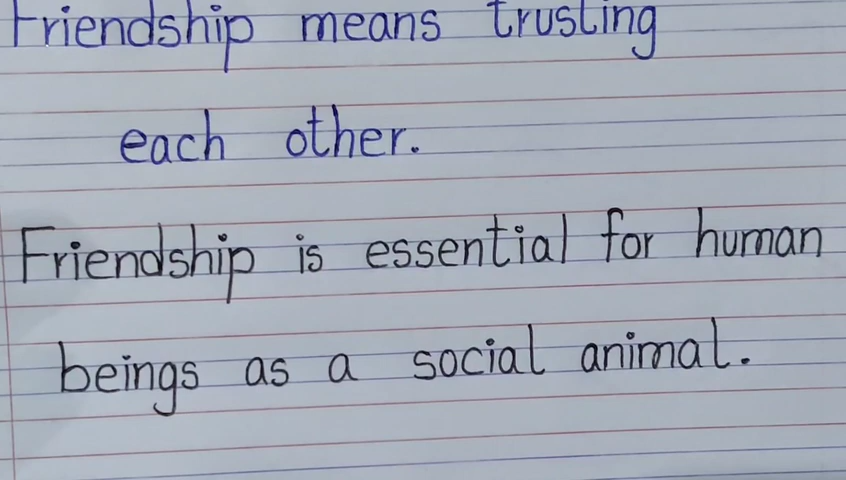 Friendship means trusting
each other.
Friendship is essential for human
beings as a social animal.